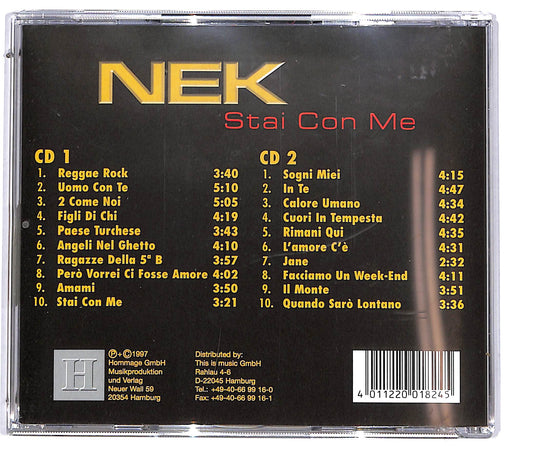 NEK
Stai Con Me
CD 1
1. Reggae Rock 3:40
2. Uomo Con Te 5:10
3. 2 Come Noi 5:05
4. Figli Di Chi 4:19
5. Paese Turchese 3:43
6. Angeli Nel Ghetto 4:10
7. Ragazze Della 5ª B 3:57
8. Però Vorrei Ci Fosse Amore 4:02
9. Amami 3:50
10. Stai Con Me 3:21
CD 2
1. Sogni Miei 4:15
2. In Te 4:47
3. Calore Umano 4:34
4. Cuori In Tempesta 4:42
5. Rimani Qui 4:35
6. L'amore C'è 4:31
7. Jane 2:32
8. Facciamo Un Week-End 4:11
9. Il Monte 3:51
10. Quando Sarò Lontano 3:36
H
℗+©1997
Hommage GmbH
Musikproduktion
und Verlag
Neuer Wall 59
20354 Hamburg
Distributed by:
This is music GmbH
Rahlau 4-6
D-22045 Hamburg
Tel.: +49-40-66 99 16-0
Fax: +49-40-66 99 16-1
4 011220 018245